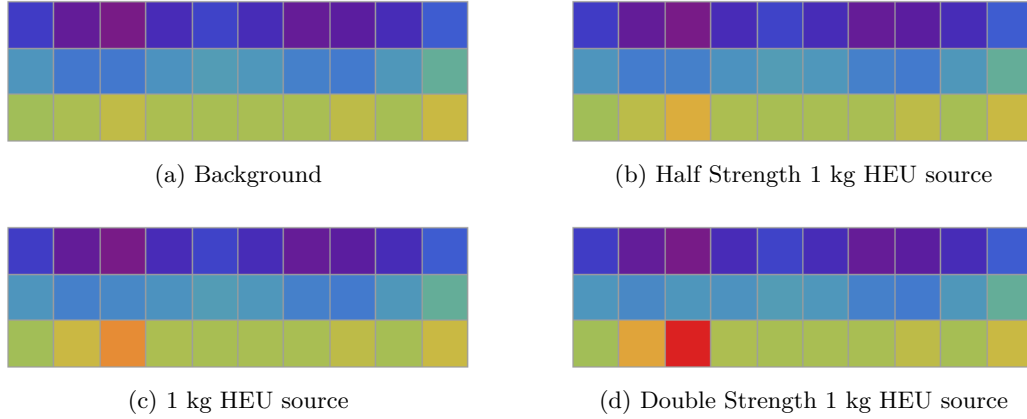 (a) Background
(b) Half Strength 1 kg HEU source
(c) 1 kg HEU source
(d) Double Strength 1 kg HEU source